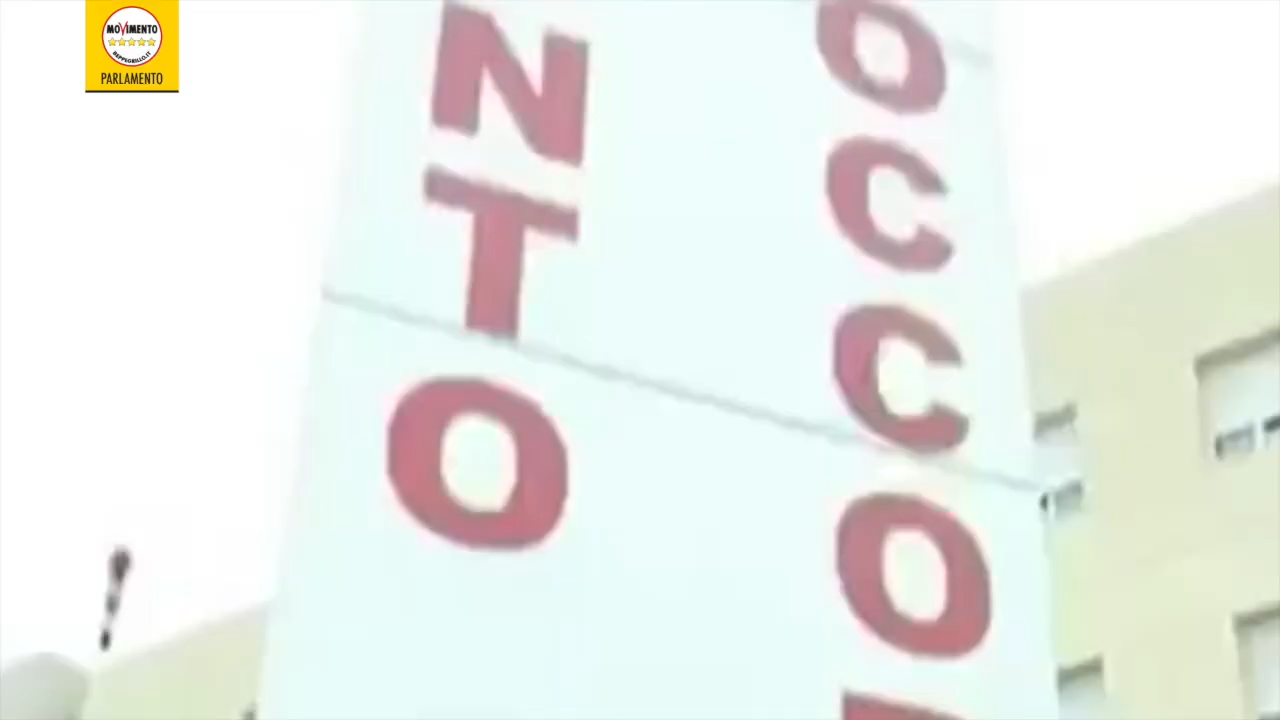 MOVIMENTO
BEPPEGRILLO.IT
PARLAMENTO
NTO
OCCO